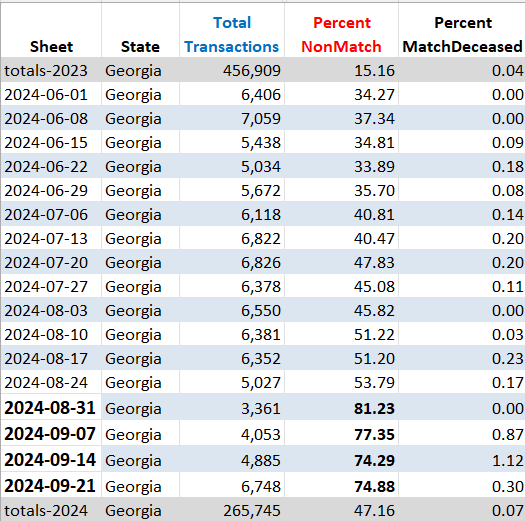 Sheet State Total Transactions Percent NonMatch Percent MatchDeceased
totals-2023 Georgia 456,909 15.16 0.04
2024-06-01 Georgia 6,406 34.27 0.00
2024-06-08 Georgia 7,059 37.34 0.00
2024-06-15 Georgia 5,438 34.81 0.09
2024-06-22 Georgia 5,034 33.89 0.18
2024-06-29 Georgia 5,672 35.70 0.08
2024-07-06 Georgia 6,118 40.81 0.14
2024-07-13 Georgia 6,822 40.47 0.20
2024-07-20 Georgia 6,826 47.83 0.20
2024-07-27 Georgia 6,378 45.08 0.11
2024-08-03 Georgia 6,550 45.82 0.00
2024-08-10 Georgia 6,381 51.22 0.03
2024-08-17 Georgia 6,352 51.20 0.23
2024-08-24 Georgia 5,027 53.79 0.17
2024-08-31 Georgia 3,361 81.23 0.00
2024-09-07 Georgia 4,053 77.35 0.87
2024-09-14 Georgia 4,885 74.29 1.12
2024-09-21 Georgia 6,748 74.88 0.30
totals-2024 Georgia 265,745 47.16 0.07